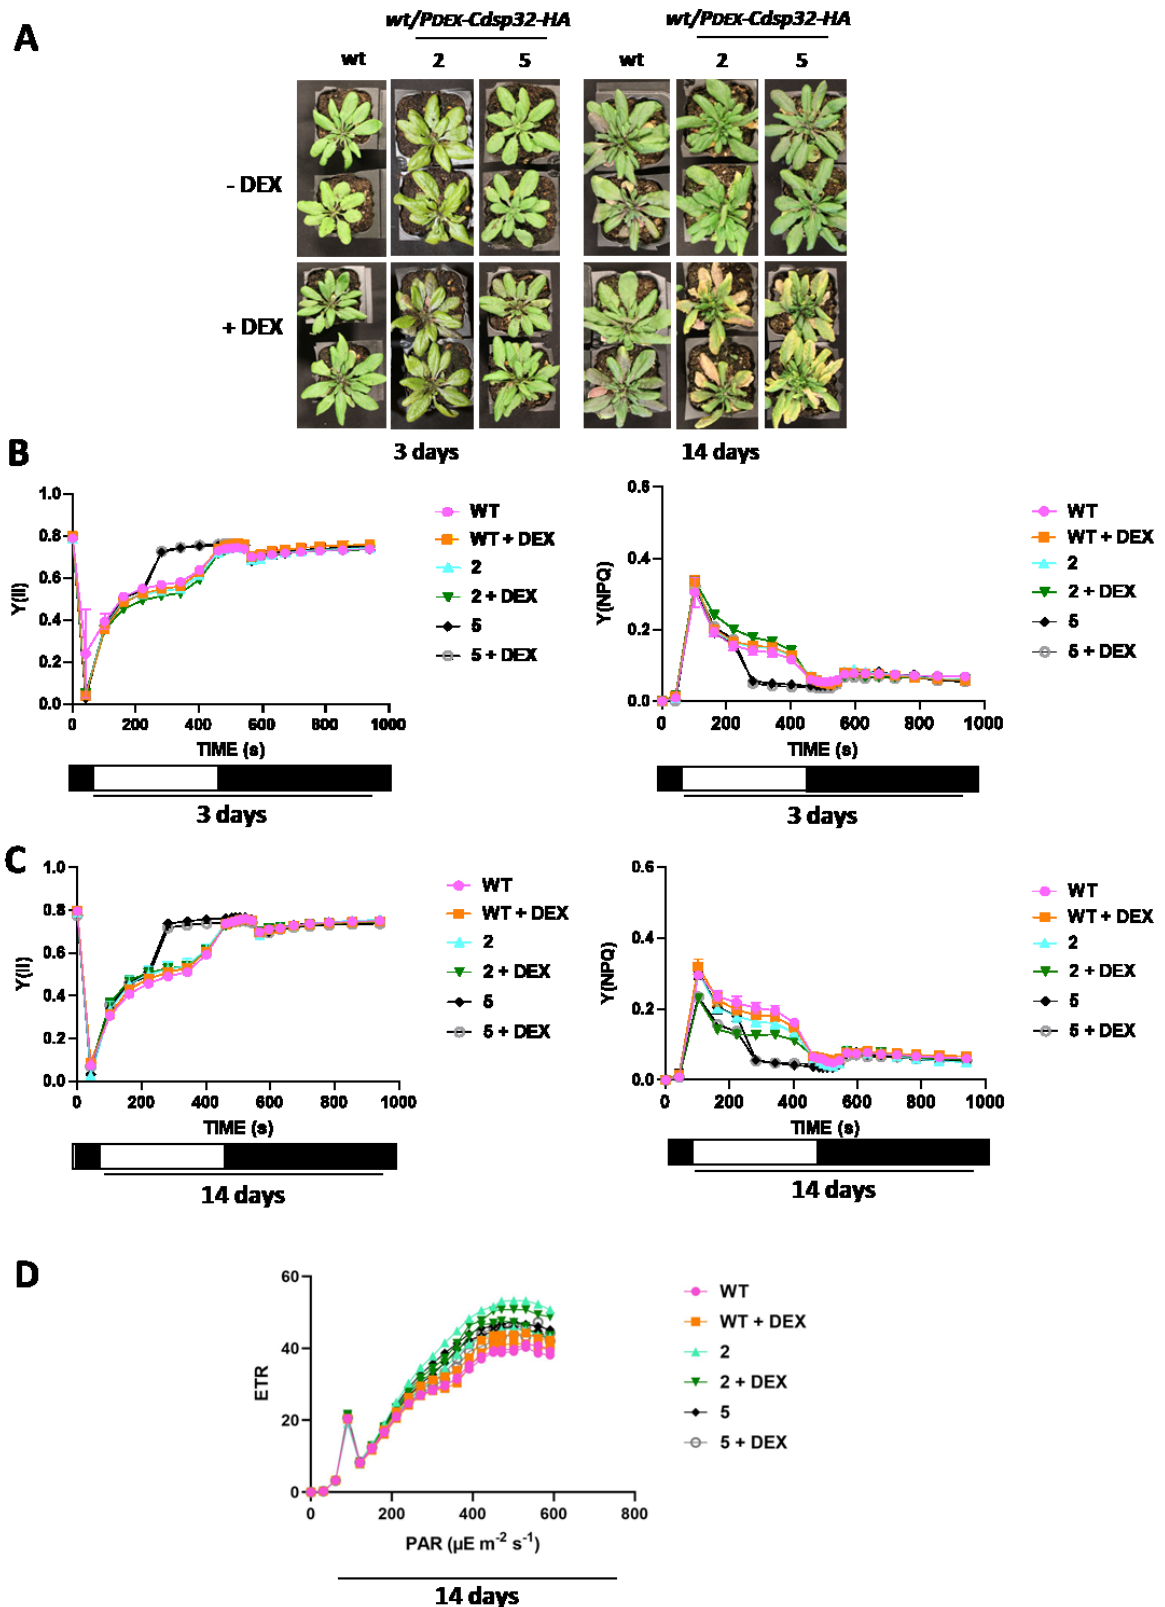 A
wt/PDEX-Cdsp32-HA wt/PDEX-Cdsp32-HA
wt 2 5 wt 2 5
- DEX
+ DEX
3 days 14 days
B
1.0
0.8
0.6
0.4
0.2
0.0
Y(II)
0 200 400 600 800 1000
TIME (s)
3 days
WT
WT + DEX
2
2 + DEX
5
5 + DEX
0.6
0.4
0.2
0.0
Y(NPQ)
0 200 400 600 800 1000
TIME (s)
3 days
WT
WT + DEX
2
2 + DEX
5
5 + DEX
C
1.0
0.8
0.6
0.4
0.2
0.0
Y(II)
0 200 400 600 800 1000
TIME (s)
14 days
WT
WT + DEX
2
2 + DEX
5
5 + DEX
0.6
0.4
0.2
0.0
Y(NPQ)
0 200 400 600 800 1000
TIME (s)
14 days
WT
WT + DEX
2
2 + DEX
5
5 + DEX
D
60
40
20
0
ETR
0 200 400 600 800
PAR (µE m⁻² s⁻¹)
14 days
WT
WT + DEX
2
2 + DEX
5
5 + DEX